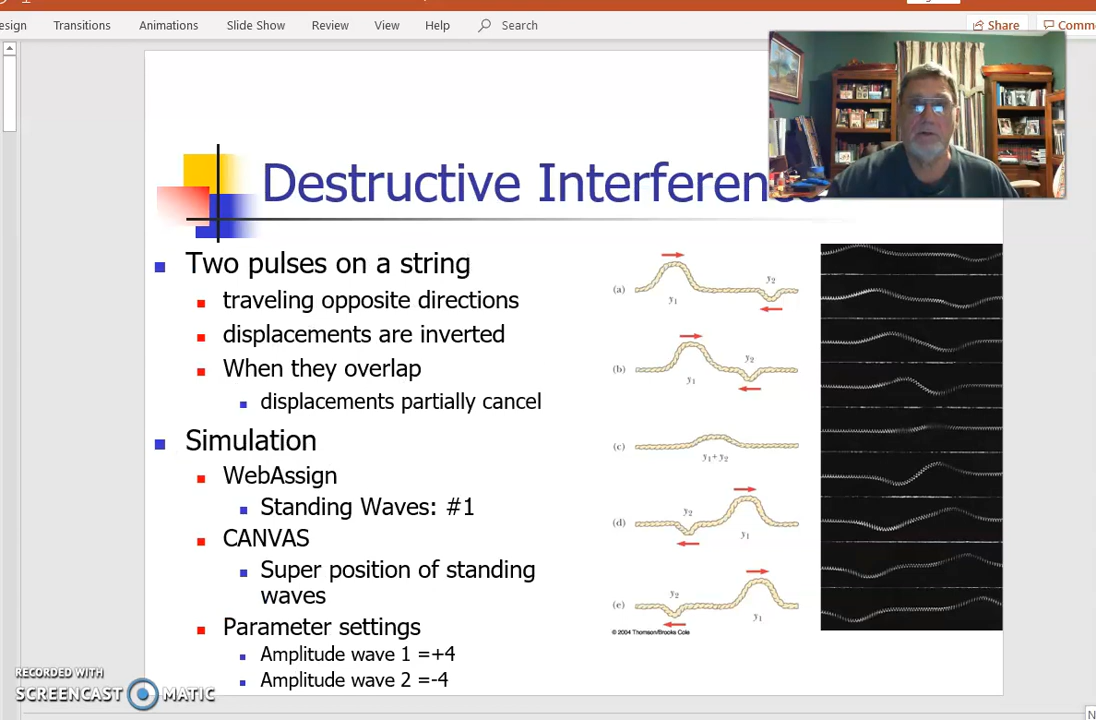 esign Transitions Animations Slide Show Review View Help Search Share Comme
Destructive Interference
Two pulses on a string
traveling opposite directions
displacements are inverted
When they overlap
displacements partially cancel
Simulation
WebAssign
Standing Waves: #1
CANVAS
Super position of standing
waves
Parameter settings
Amplitude wave 1 =+4
Amplitude wave 2 =-4
(a) y₁ y₂
(b) y₁ y₂
(c) y₁+y₂
(d) y₂ y₁
(e) y₂ y₁
© 2004 Thomson/Brooks Cole
RECORDED WITH
SCREENCAST MATIC
N